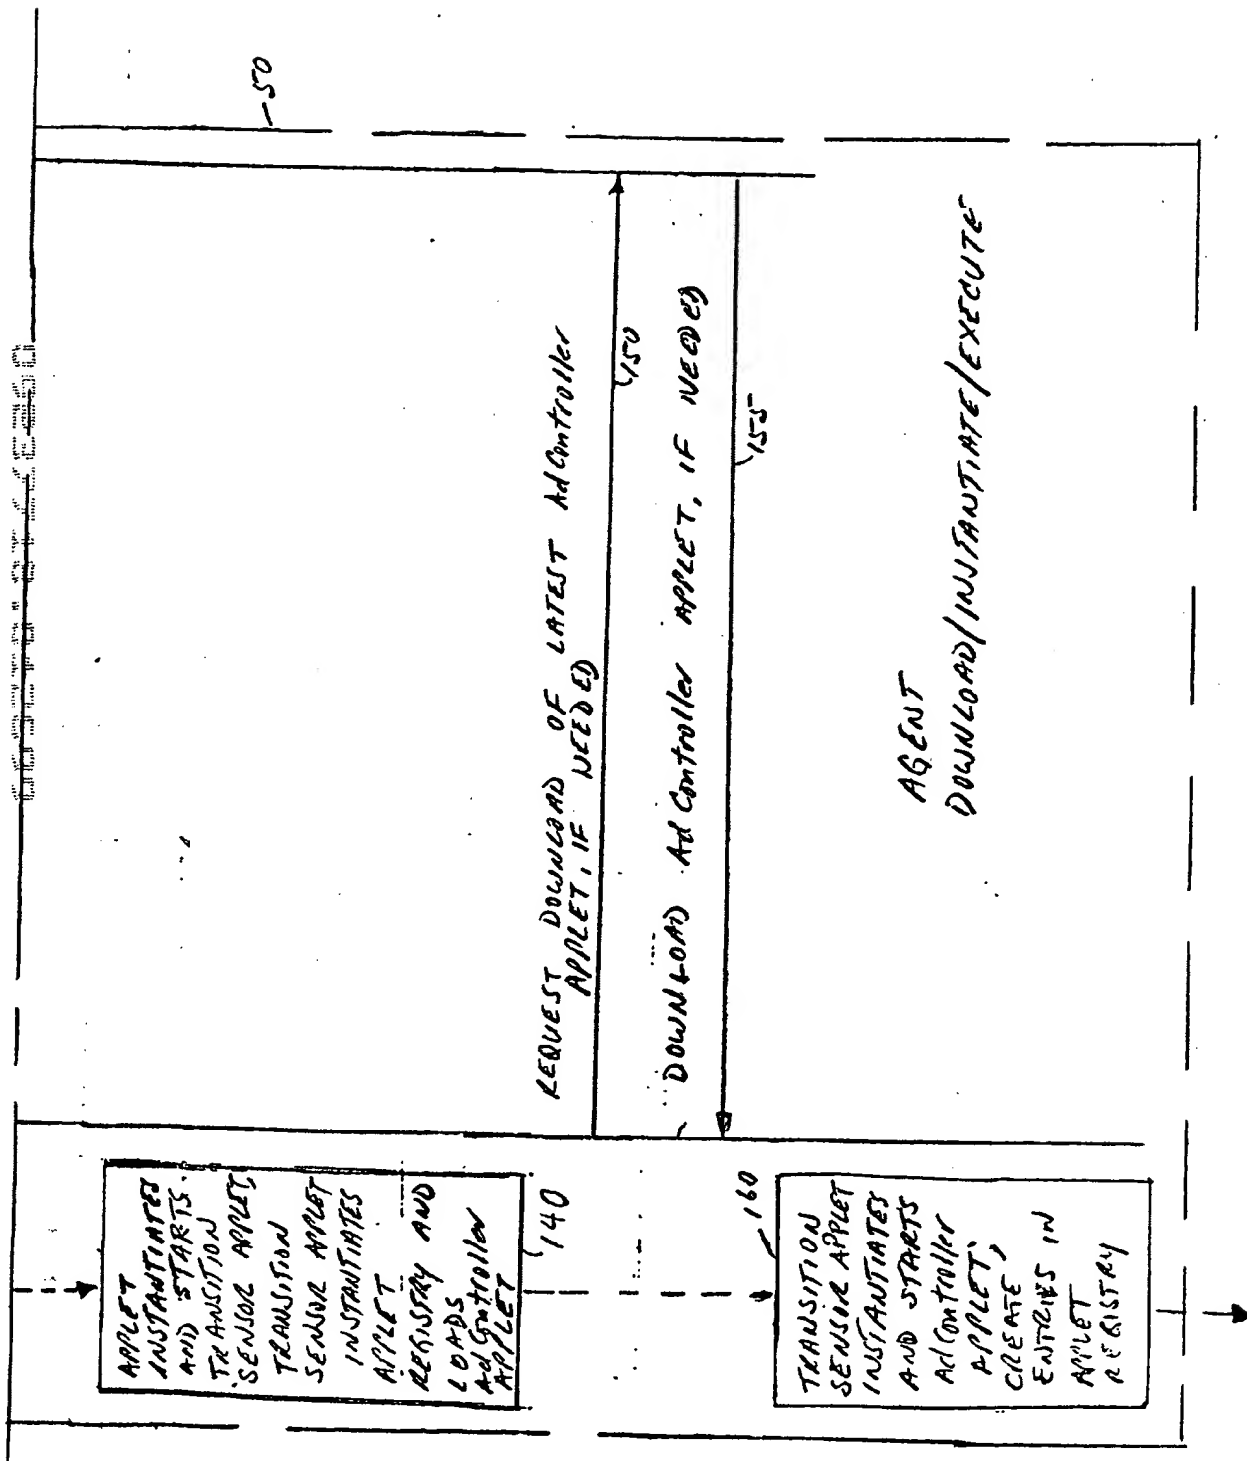 APPLET
INSTANTIATES
AND STARTS
TRANSITION
SENSOR APPLET,
TRANSITION
SENSOR APPLET
INSTANTIATES
APPLET
REGISTRY AND
LOADS
AdController
APPLET
140
REQUEST DOWNLOAD OF LATEST AdController
APPLET, IF NEEDED
150
DOWNLOAD AdController APPLET, IF NEEDED
155
TRANSITION
SENSOR APPLET
INSTANTIATES
AND STARTS
AdController
APPLET;
CREATE
ENTRIES IN
APPLET
REGISTRY
160
AGENT
DOWNLOAD/INSTANTIATE/EXECUTE
50